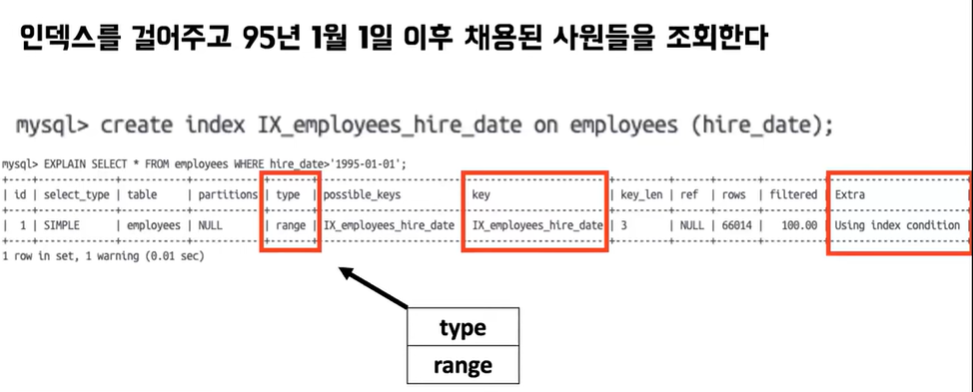 인덱스를 걸어주고 95년 1월 1일 이후 채용된 사원들을 조회한다
mysql> create index IX_employees_hire_date on employees (hire_date);
mysql> EXPLAIN SELECT * FROM employees WHERE hire_date>'1995-01-01';
| id | select_type | table | partitions | type | possible_keys | key | key_len | ref | rows | filtered | Extra |
| 1 | SIMPLE | employees | NULL | range | IX_employees_hire_date | IX_employees_hire_date | 3 | NULL | 66014 | 100.00 | Using index condition |
1 row in set, 1 warning (0.01 sec)
type
range